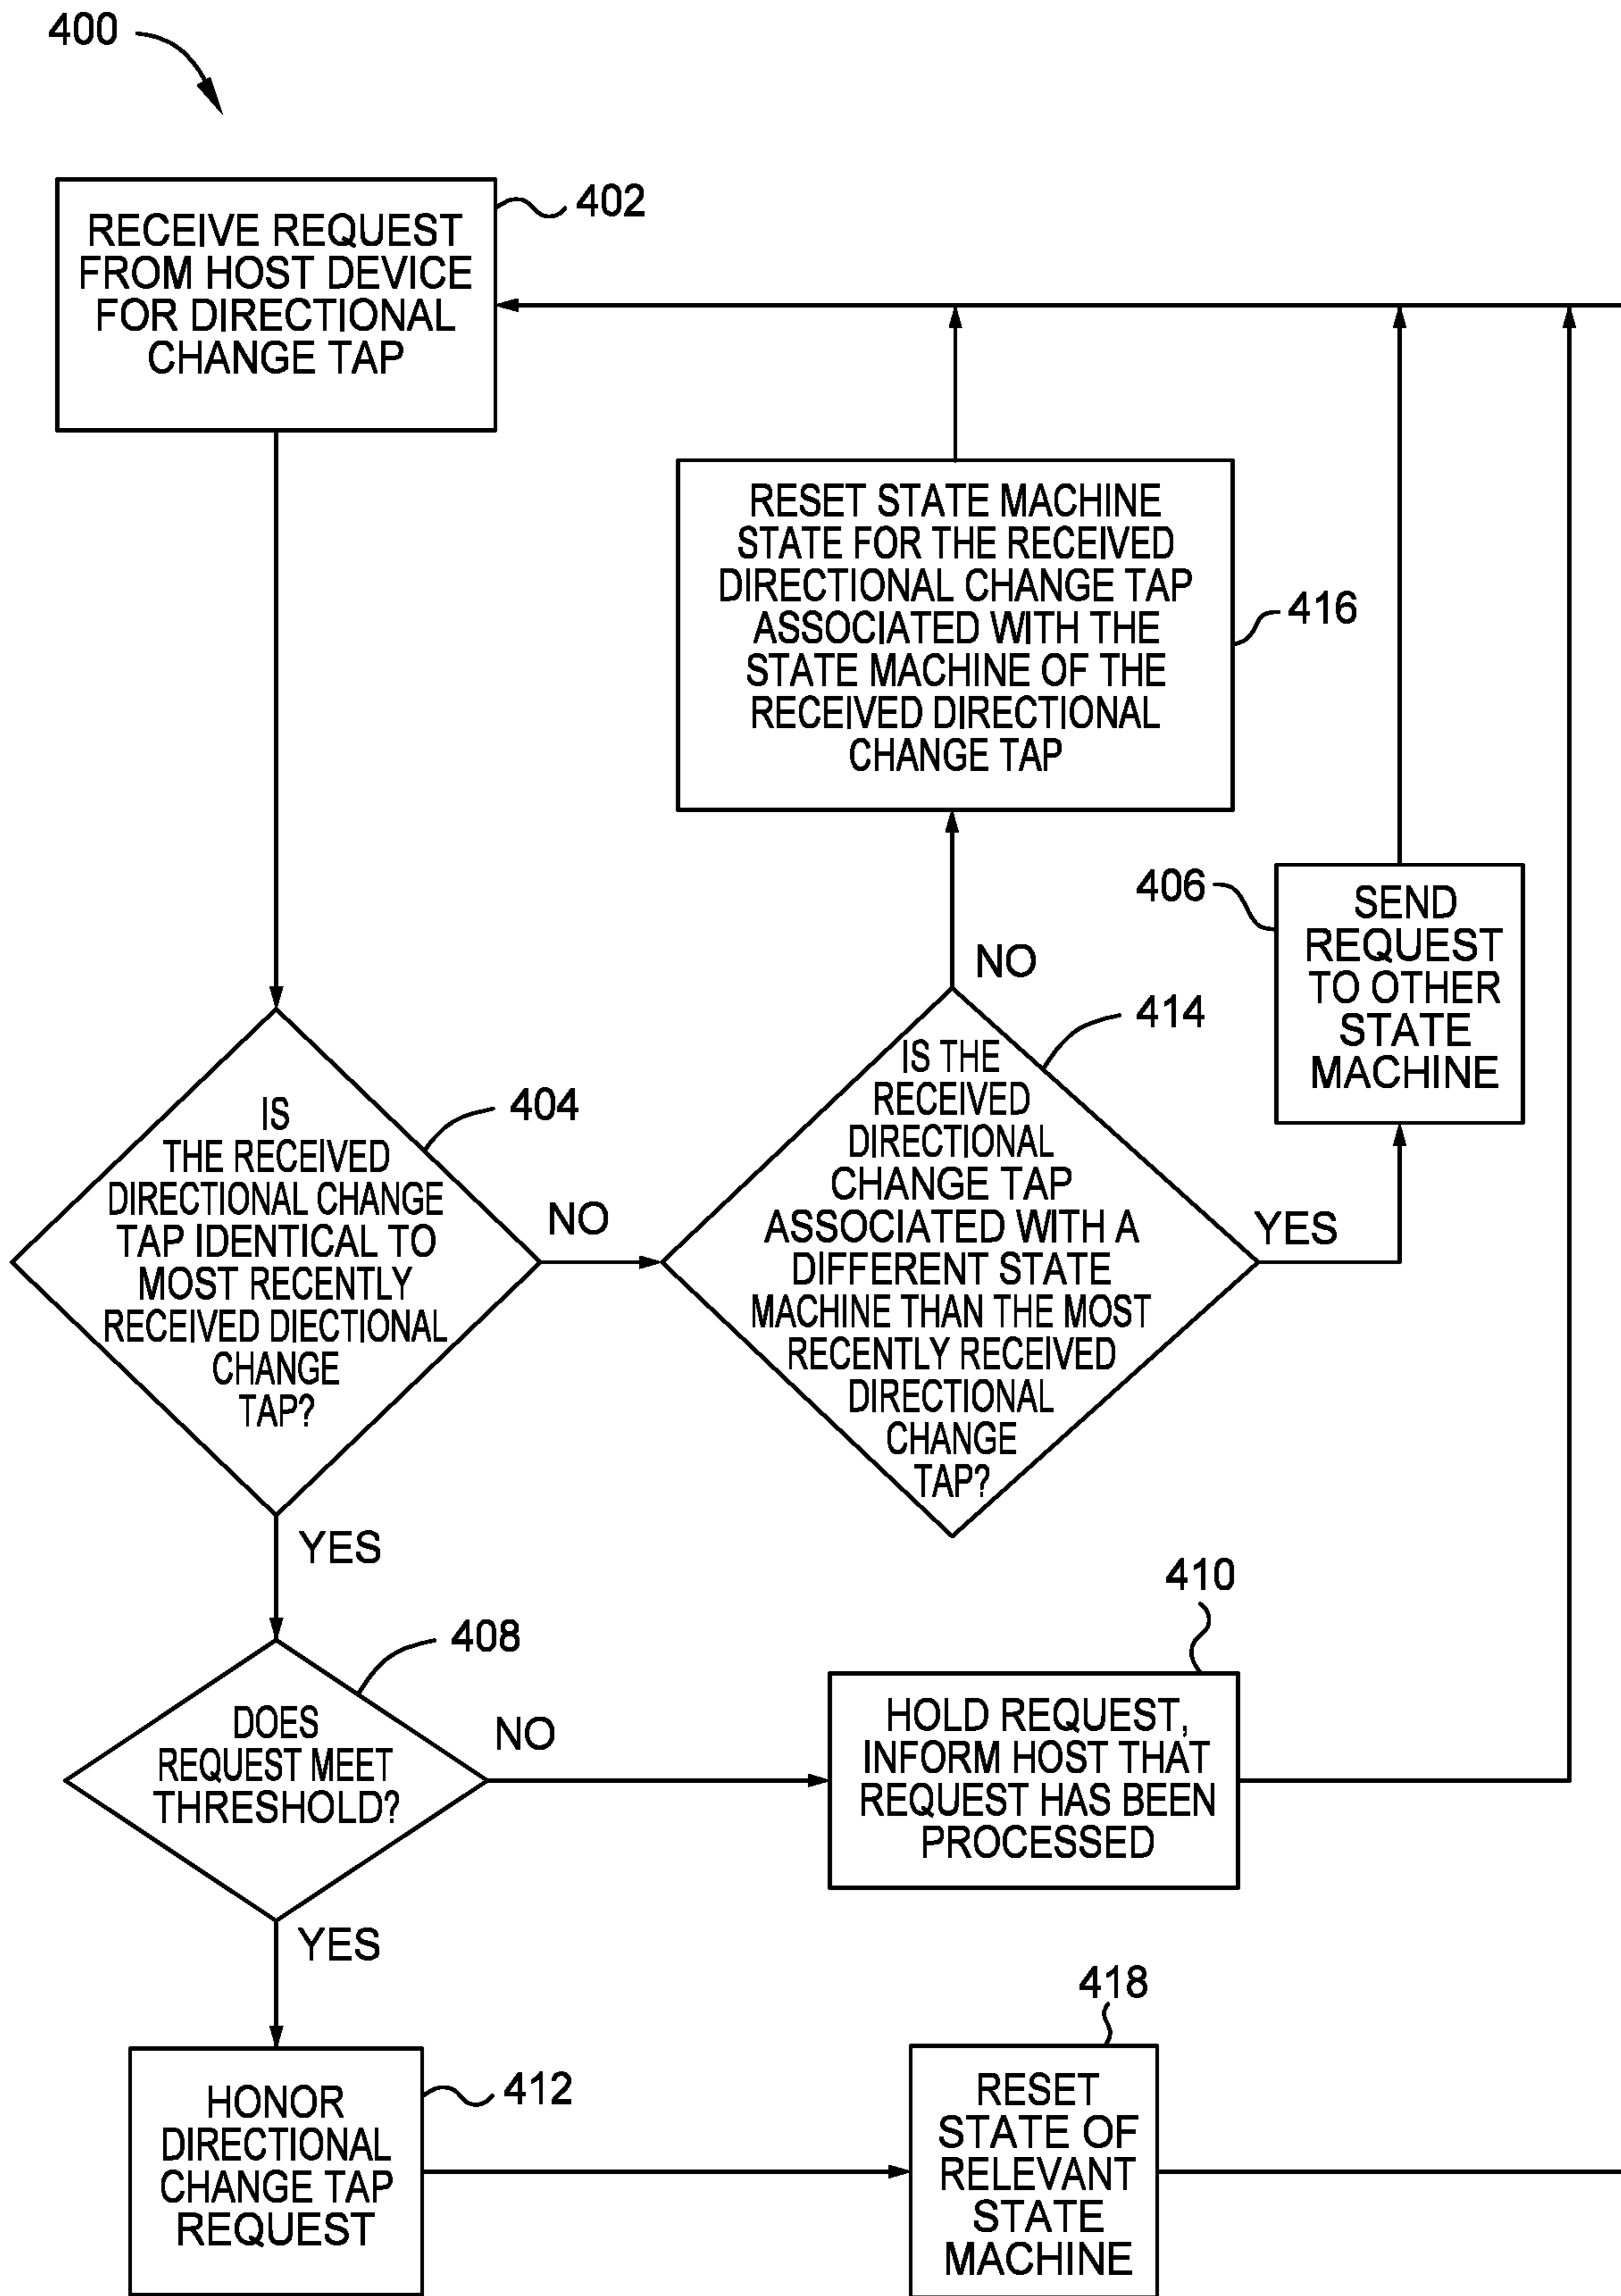 400
402
RECEIVE REQUEST
FROM HOST DEVICE
FOR DIRECTIONAL
CHANGE TAP
RESET STATE MACHINE
STATE FOR THE RECEIVED
DIRECTIONAL CHANGE TAP
ASSOCIATED WITH THE
STATE MACHINE OF THE
RECEIVED DIRECTIONAL
CHANGE TAP
416
406
SEND
REQUEST
TO OTHER
STATE
MACHINE
NO
414
IS THE
RECEIVED
DIRECTIONAL
CHANGE TAP
ASSOCIATED WITH A
DIFFERENT STATE
MACHINE THAN THE MOST
RECENTLY RECEIVED
DIRECTIONAL
CHANGE
TAP?
YES
404
IS
THE RECEIVED
DIRECTIONAL CHANGE
TAP IDENTICAL TO
MOST RECENTLY
RECEIVED DIECTIONAL
CHANGE
TAP?
NO
YES
408
DOES
REQUEST MEET
THRESHOLD?
NO
410
HOLD REQUEST,
INFORM HOST THAT
REQUEST HAS BEEN
PROCESSED
YES
412
HONOR
DIRECTIONAL
CHANGE TAP
REQUEST
418
RESET
STATE OF
RELEVANT
STATE
MACHINE